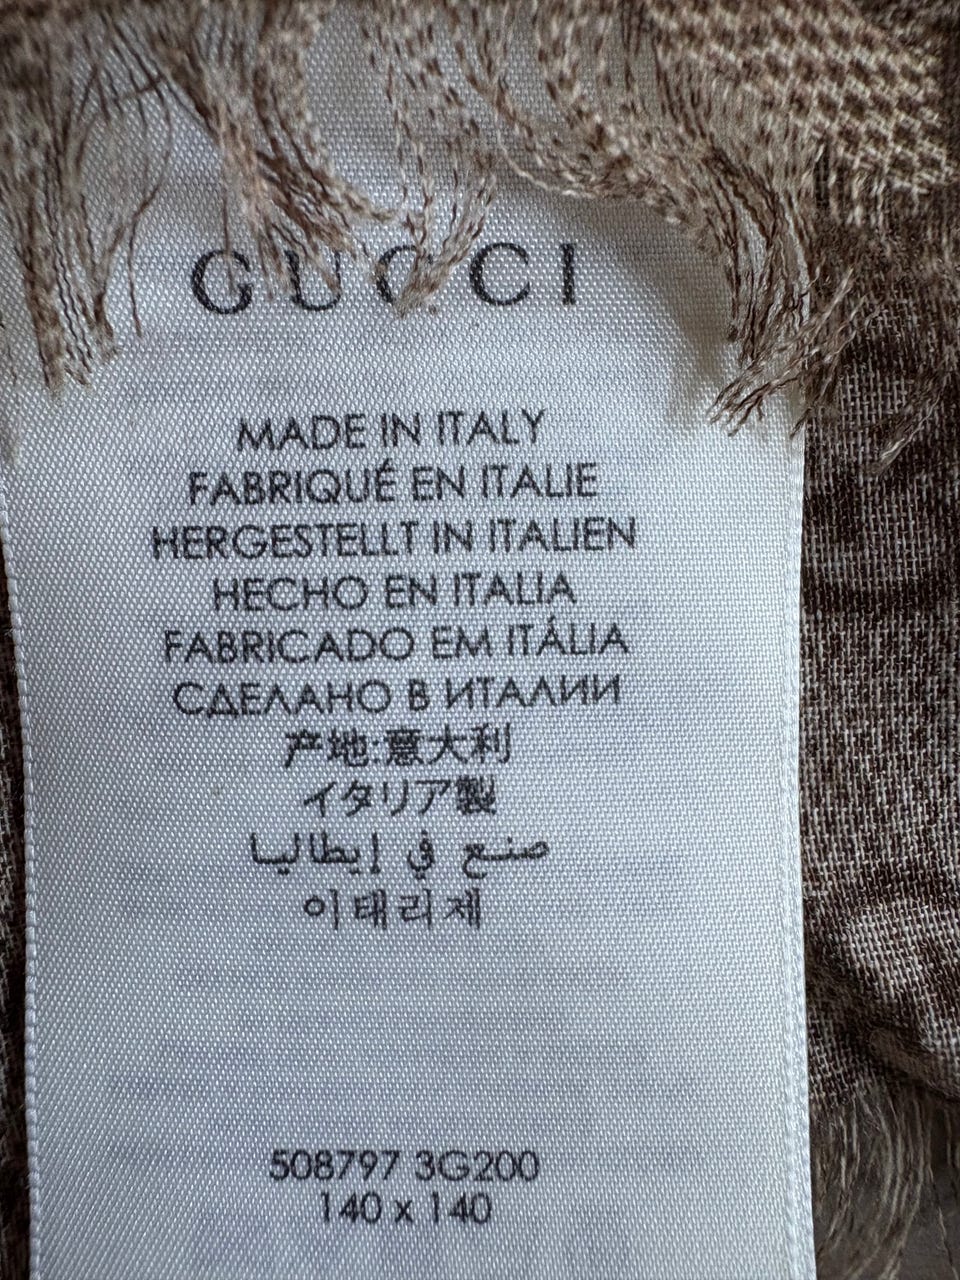 GUCCI
MADE IN ITALY
FABRIQUÉ EN ITALIE
HERGESTELLT IN ITALIEN
HECHO EN ITALIA
FABRICADO EM ITÁLIA
СДЕЛАНО В ИТАЛИИ
产地:意大利
イタリア製
صنع في إيطاليا
이태리제
508797 3G200
140 x 140